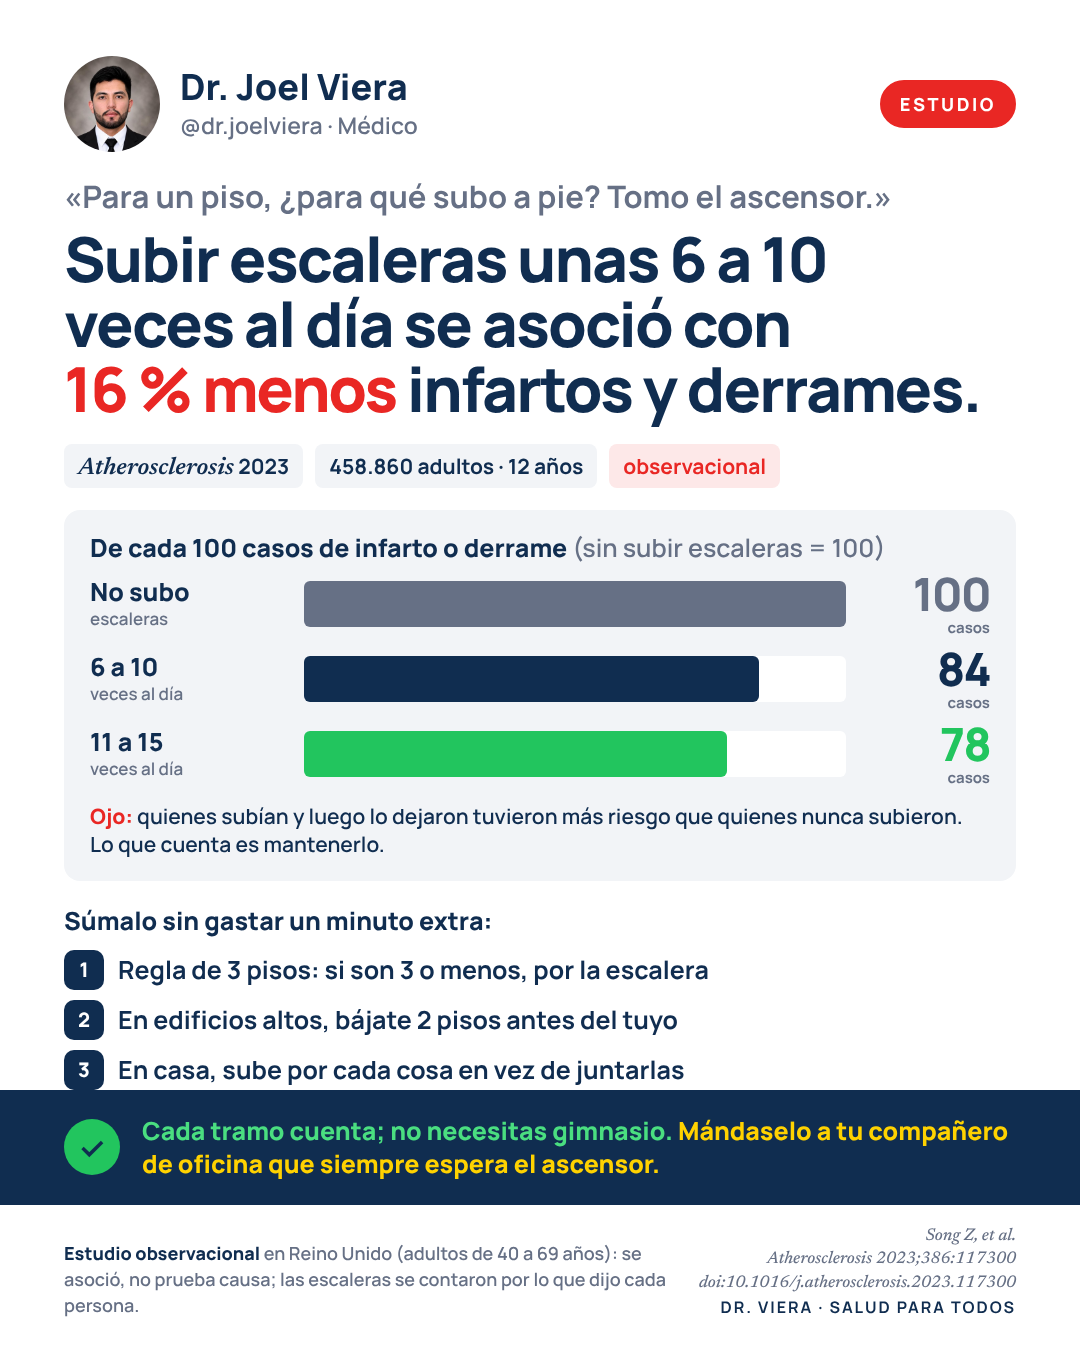 Dr. Joel Viera
@dr.joelviera · Médico
ESTUDIO
«Para un piso, ¿para qué subo a pie? Tomo el ascensor.»
Subir escaleras unas 6 a 10
veces al día se asoció con
16 % menos infartos y derrames.
Atherosclerosis 2023
458.860 adultos · 12 años
observacional
De cada 100 casos de infarto o derrame (sin subir escaleras = 100)
No subo
escaleras
100
casos
6 a 10
veces al día
84
casos
11 a 15
veces al día
78
casos
Ojo: quienes subían y luego lo dejaron tuvieron más riesgo que quienes nunca subieron.
Lo que cuenta es mantenerlo.
Súmalo sin gastar un minuto extra:
1 Regla de 3 pisos: si son 3 o menos, por la escalera
2 En edificios altos, bájate 2 pisos antes del tuyo
3 En casa, sube por cada cosa en vez de juntarlas
Cada tramo cuenta; no necesitas gimnasio. Mándaselo a tu compañero
de oficina que siempre espera el ascensor.
Estudio observacional en Reino Unido (adultos de 40 a 69 años): se
asoció, no prueba causa; las escaleras se contaron por lo que dijo cada
persona.
Song Z, et al.
Atherosclerosis 2023;386:117300
doi:10.1016/j.atherosclerosis.2023.117300
DR. VIERA · SALUD PARA TODOS